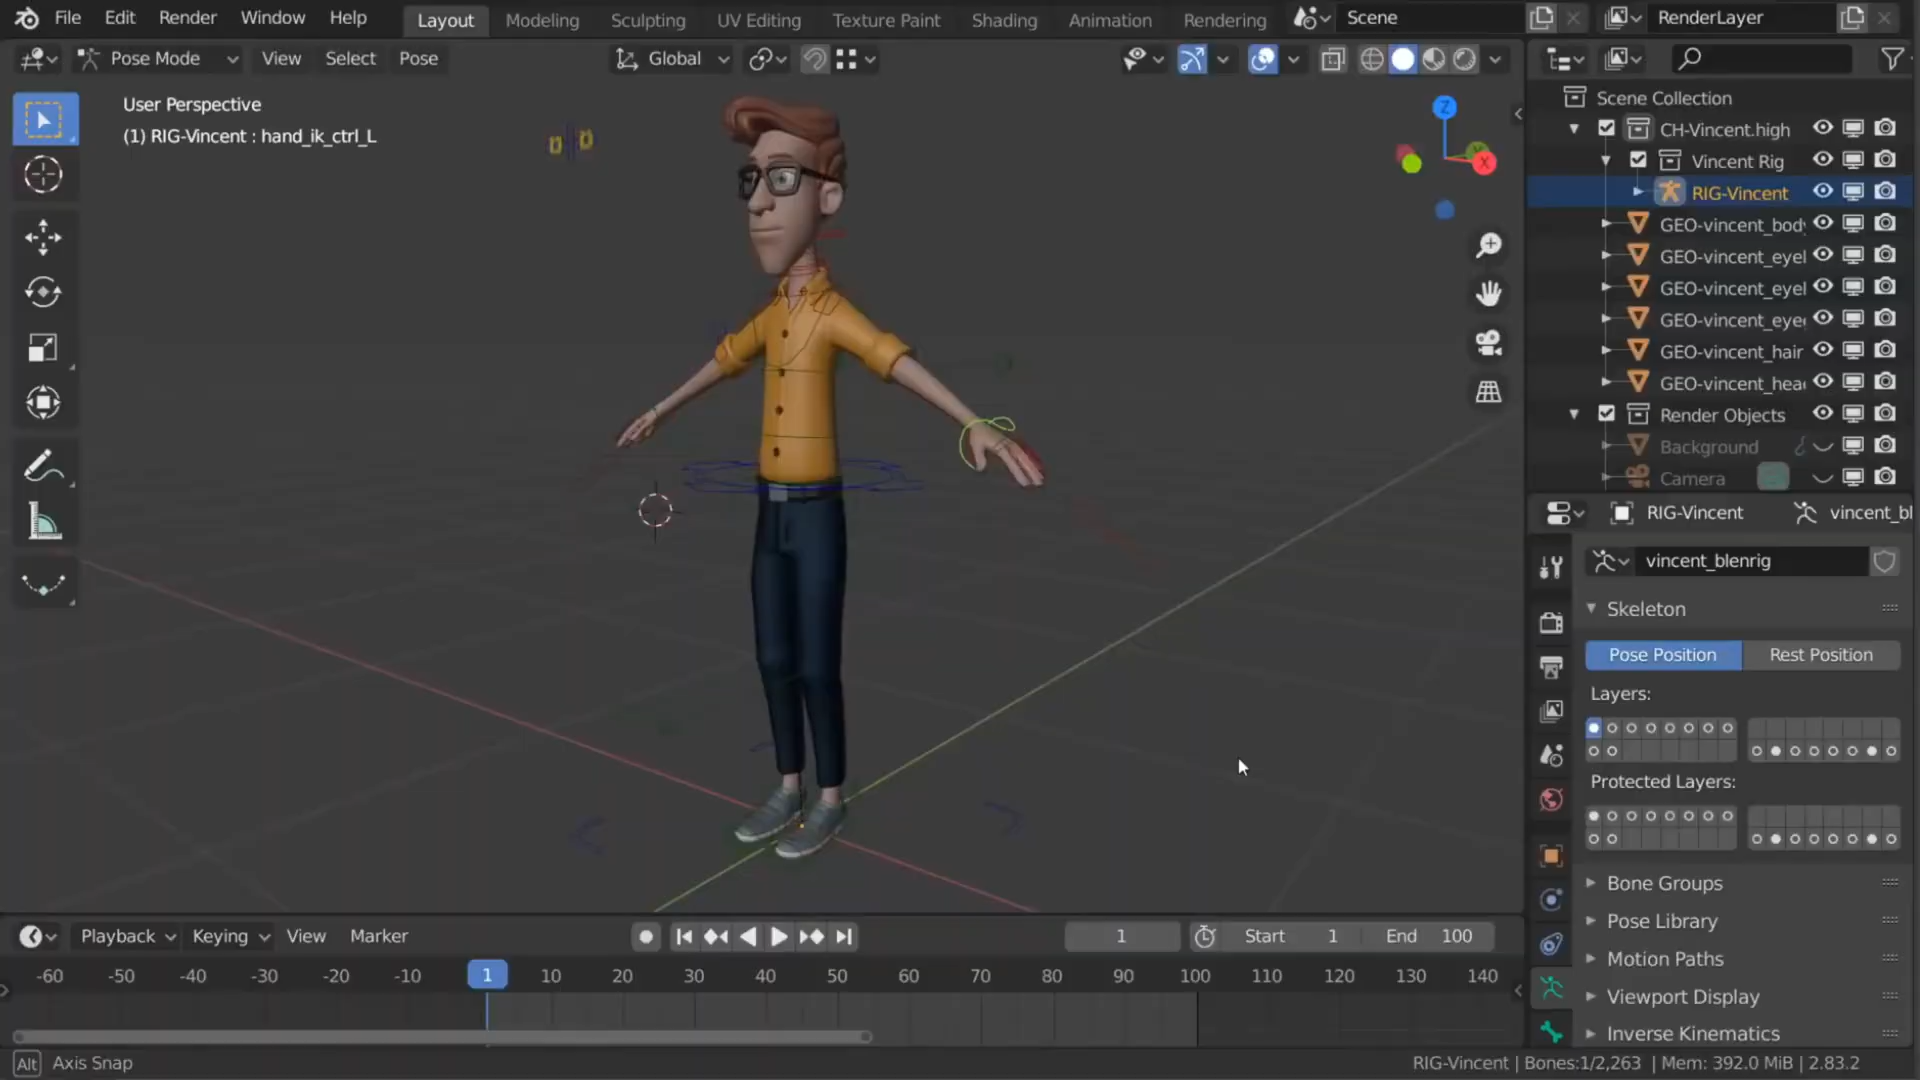 File Edit Render Window Help Layout Modeling Sculpting UV Editing Texture Paint Shading Animation Rendering Scene RenderLayer
Pose Mode View Select Pose Global
User Perspective
(1) RIG-Vincent : hand_ik_ctrl_L
Z
Y
X
Scene Collection
CH-Vincent.high
Vincent Rig
RIG-Vincent
GEO-vincent_body
GEO-vincent_eyel
GEO-vincent_eyel
GEO-vincent_eye
GEO-vincent_hair
GEO-vincent_hea
Render Objects
Background
Camera
RIG-Vincent vincent_bl
vincent_blenrig
Skeleton
Pose Position Rest Position
Layers:
Protected Layers:
Bone Groups
Pose Library
Motion Paths
Viewport Display
Inverse Kinematics
Playback Keying View Marker 1 Start 1 End 100
-60 -50 -40 -30 -20 -10 1 10 20 30 40 50 60 70 80 90 100 110 120 130 140
Alt Axis Snap RIG-Vincent | Bones:1/2,263 | Mem: 392.0 MiB | 2.83.2